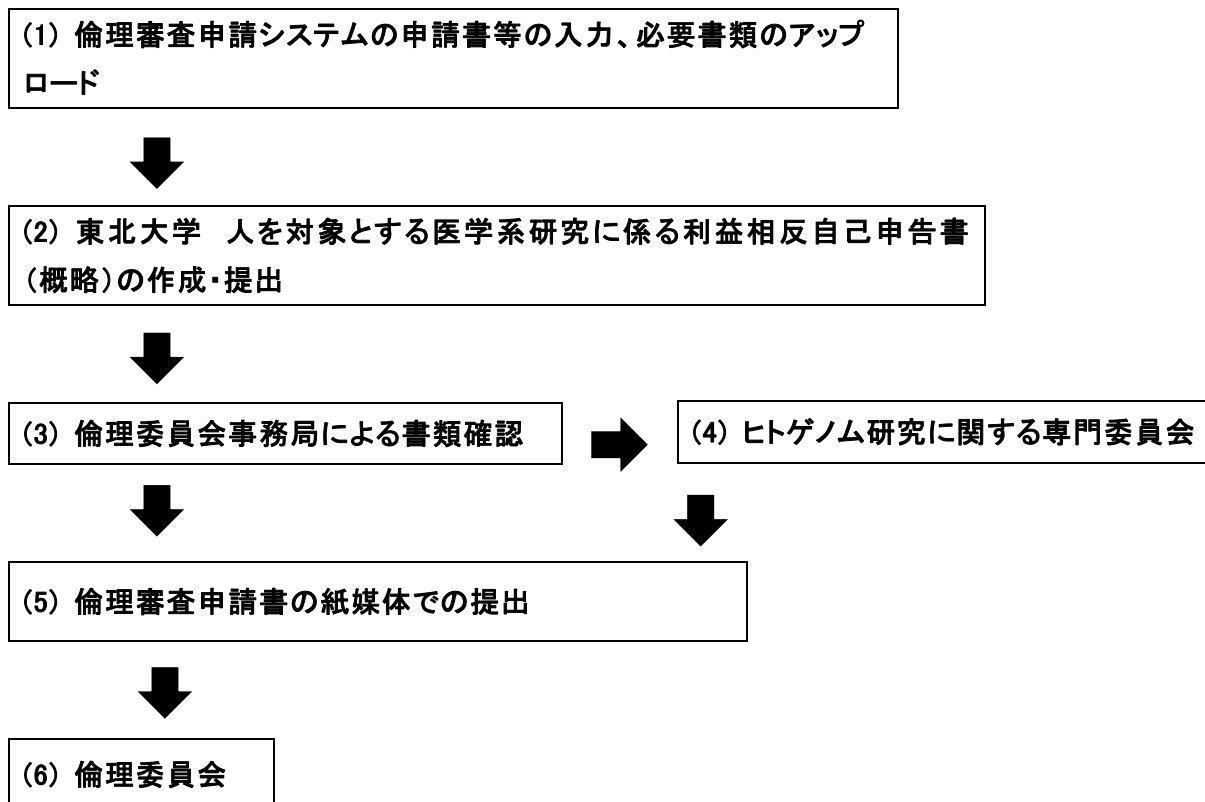 (1) 倫理審査申請システムの申請書等の入力、必要書類のアップ
ロード
(2) 東北大学　人を対象とする医学系研究に係る利益相反自己申告書
(概略)の作成・提出
(3) 倫理委員会事務局による書類確認
(4) ヒトゲノム研究に関する専門委員会
(5) 倫理審査申請書の紙媒体での提出
(6) 倫理委員会